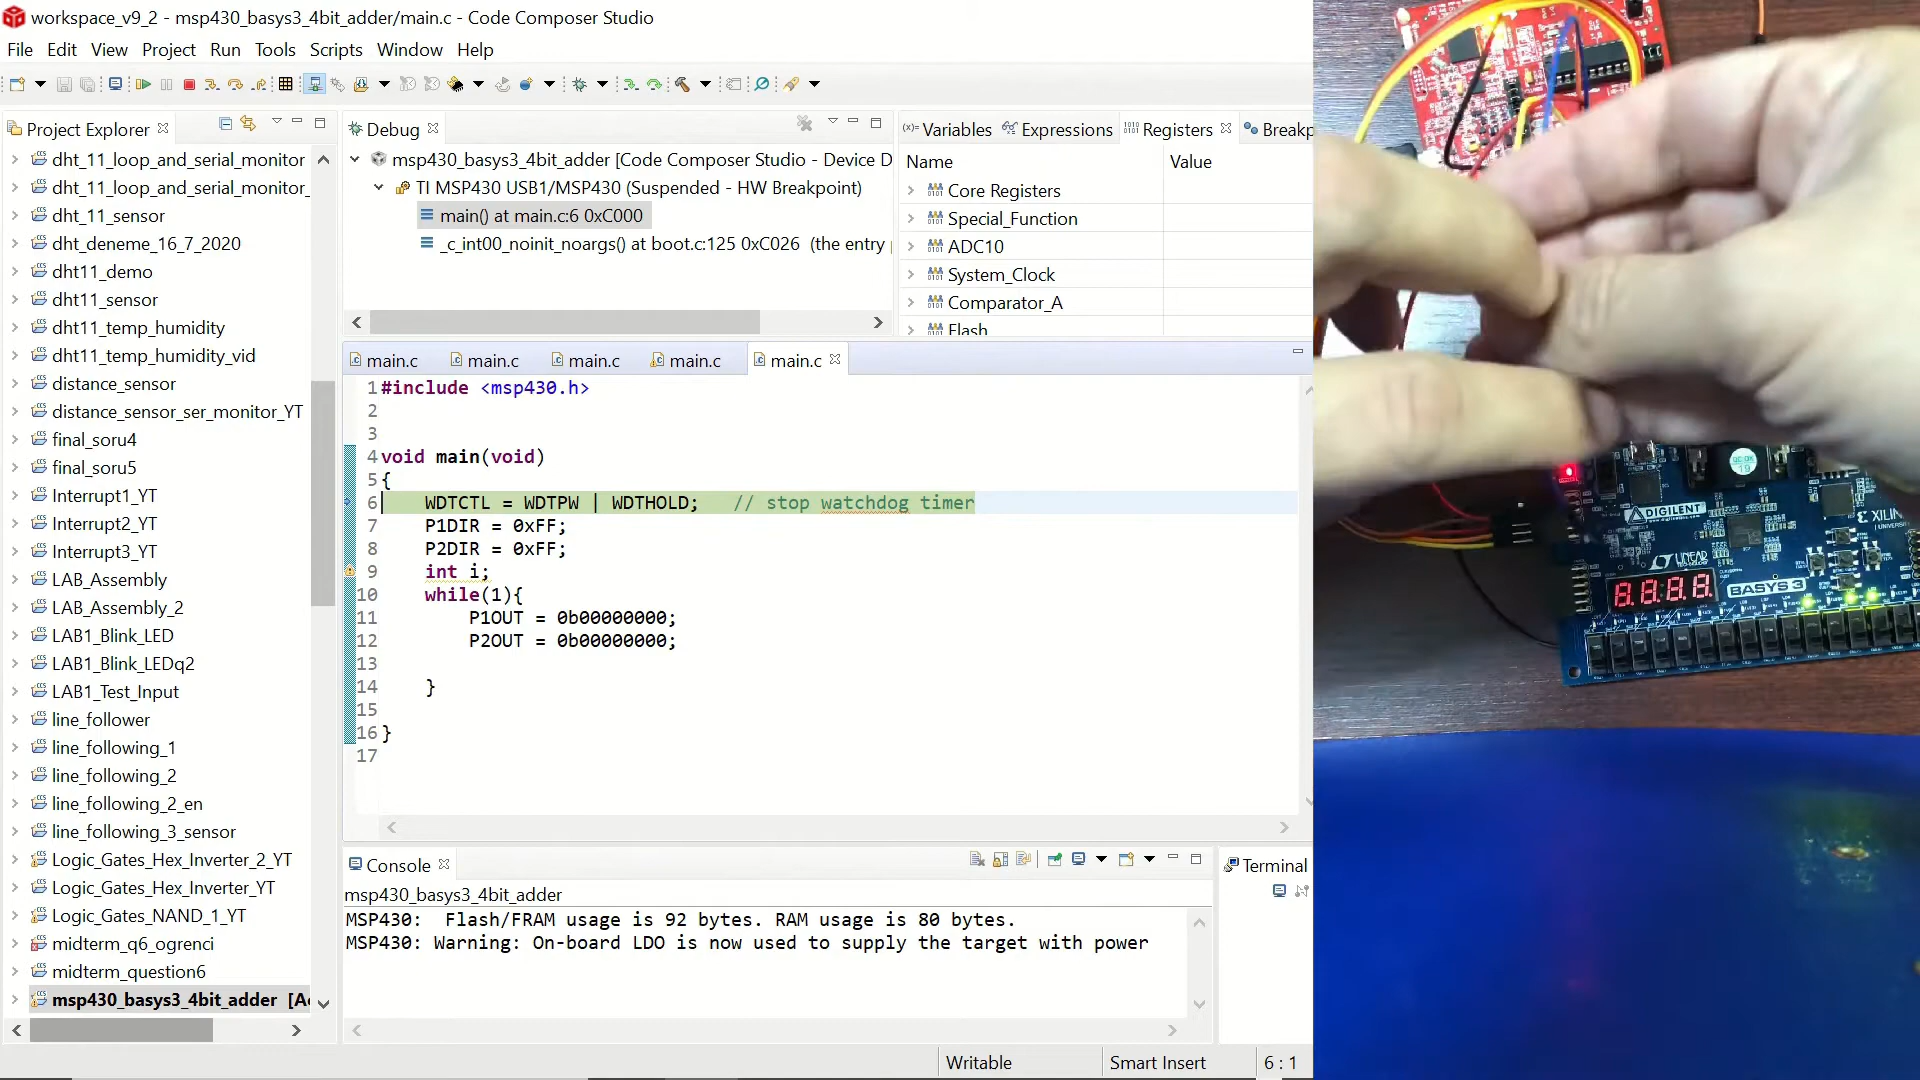 workspace_v9_2 - msp430_basys3_4bit_adder/main.c - Code Composer Studio
File Edit View Project Run Tools Scripts Window Help
Project Explorer
dht_11_loop_and_serial_monitor
dht_11_loop_and_serial_monitor_
dht_11_sensor
dht_deneme_16_7_2020
dht11_demo
dht11_sensor
dht11_temp_humidity
dht11_temp_humidity_vid
distance_sensor
distance_sensor_ser_monitor_YT
final_soru4
final_soru5
Interrupt1_YT
Interrupt2_YT
Interrupt3_YT
LAB_Assembly
LAB_Assembly_2
LAB1_Blink_LED
LAB1_Blink_LEDq2
LAB1_Test_Input
line_follower
line_following_1
line_following_2
line_following_2_en
line_following_3_sensor
Logic_Gates_Hex_Inverter_2_YT
Logic_Gates_Hex_Inverter_YT
Logic_Gates_NAND_1_YT
midterm_q6_ogrenci
midterm_question6
msp430_basys3_4bit_adder [A
Debug
msp430_basys3_4bit_adder [Code Composer Studio - Device D
TI MSP430 USB1/MSP430 (Suspended - HW Breakpoint)
main() at main.c:6 0xC000
_c_int00_noinit_noargs() at boot.c:125 0xC026 (the entry
(x)= Variables Expressions Registers Breakp
Name Value
Core Registers
Special_Function
ADC10
System_Clock
Comparator_A
Flash
main.c main.c main.c main.c main.c
1 #include <msp430.h>
2
3
4 void main(void)
5 {
6 WDTCTL = WDTPW | WDTHOLD; // stop watchdog timer
7 P1DIR = 0xFF;
8 P2DIR = 0xFF;
9 int i;
10 while(1){
11 P1OUT = 0b00000000;
12 P2OUT = 0b00000000;
13
14 }
15
16 }
17
Console
msp430_basys3_4bit_adder
MSP430: Flash/FRAM usage is 92 bytes. RAM usage is 80 bytes.
MSP430: Warning: On-board LDO is now used to supply the target with power
Terminal
Writable Smart Insert 6 : 1
QC OK
19
DIGILENT
XILIN
UNIVERS
LINEAR
BASYS 3
8.8.8.8.